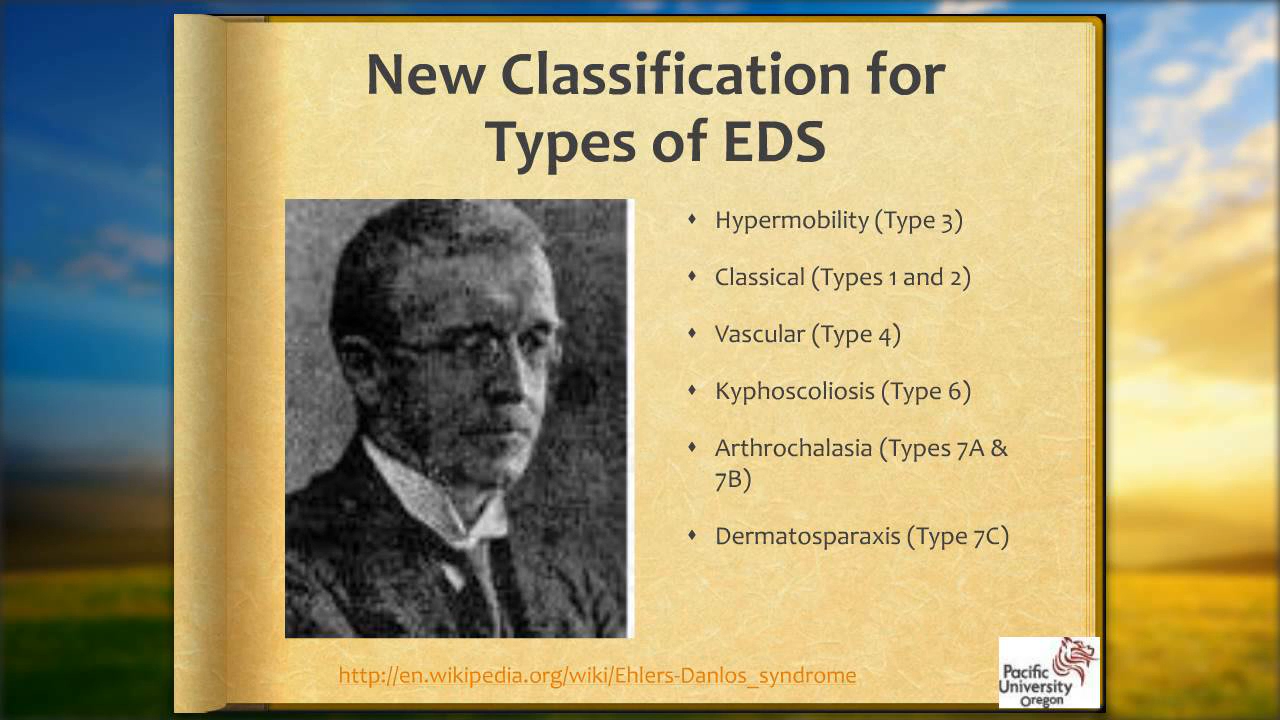 New Classification for
Types of EDS
Hypermobility (Type 3)
Classical (Types 1 and 2)
Vascular (Type 4)
Kyphoscoliosis (Type 6)
Arthrochalasia (Types 7A &
7B)
Dermatosparaxis (Type 7C)
http://en.wikipedia.org/wiki/Ehlers-Danlos_syndrome
Pacific
University
Oregon